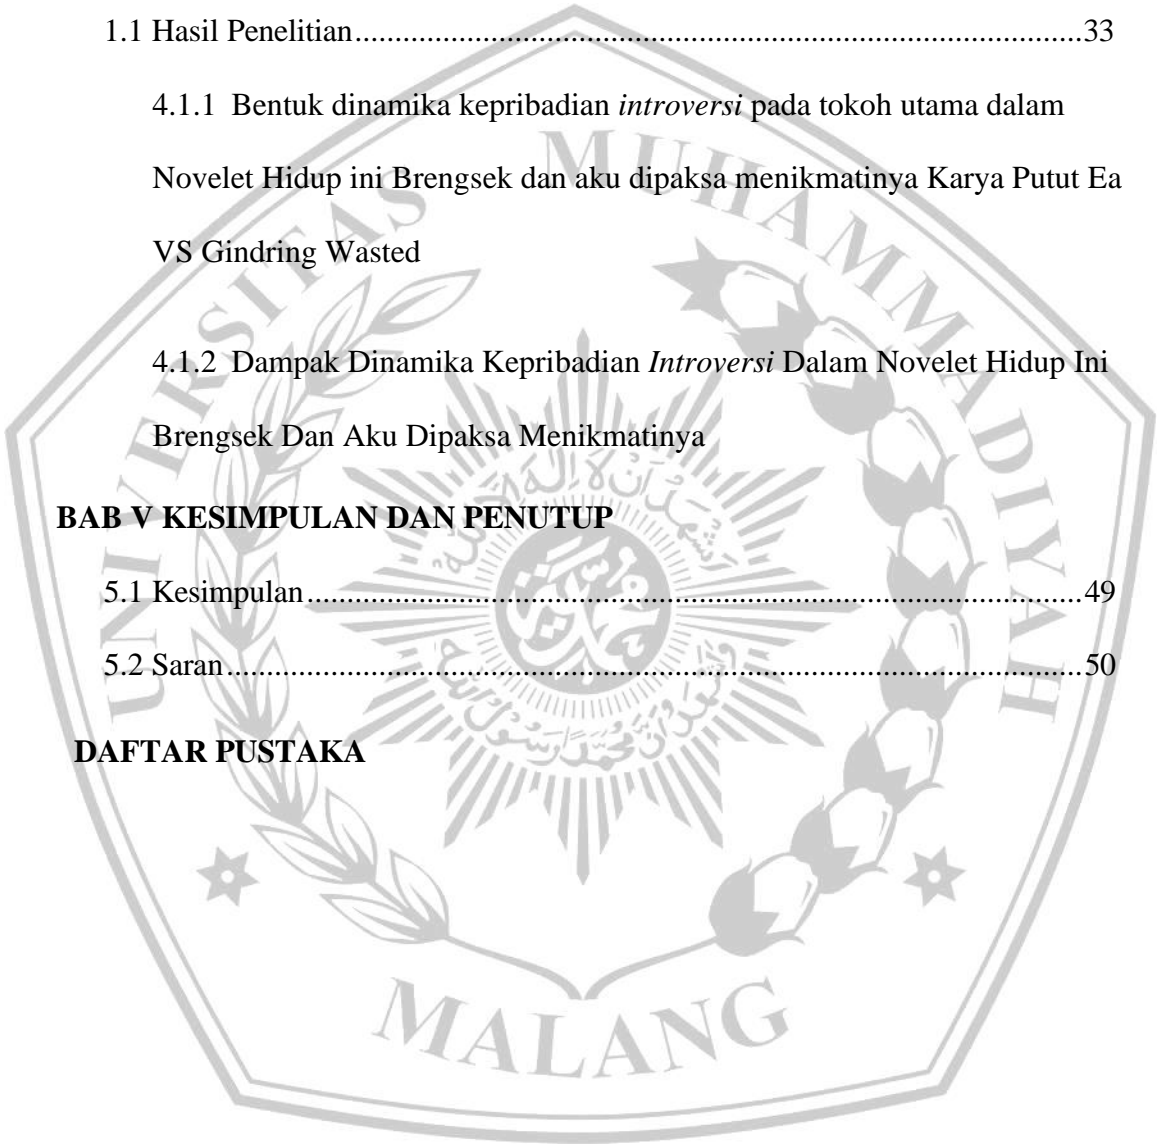 1.1 Hasil Penelitian...........................................................................................33
4.1.1 Bentuk dinamika kepribadian introversi pada tokoh utama dalam
Novelet Hidup ini Brengsek dan aku dipaksa menikmatinya Karya Putut Ea
VS Gindring Wasted
4.1.2 Dampak Dinamika Kepribadian Introversi Dalam Novelet Hidup Ini
Brengsek Dan Aku Dipaksa Menikmatinya
BAB V KESIMPULAN DAN PENUTUP
5.1 Kesimpulan.................................................................................................49
5.2 Saran...........................................................................................................50
DAFTAR PUSTAKA
UNIVERSITAS MUHAMMADIYAH
MALANG